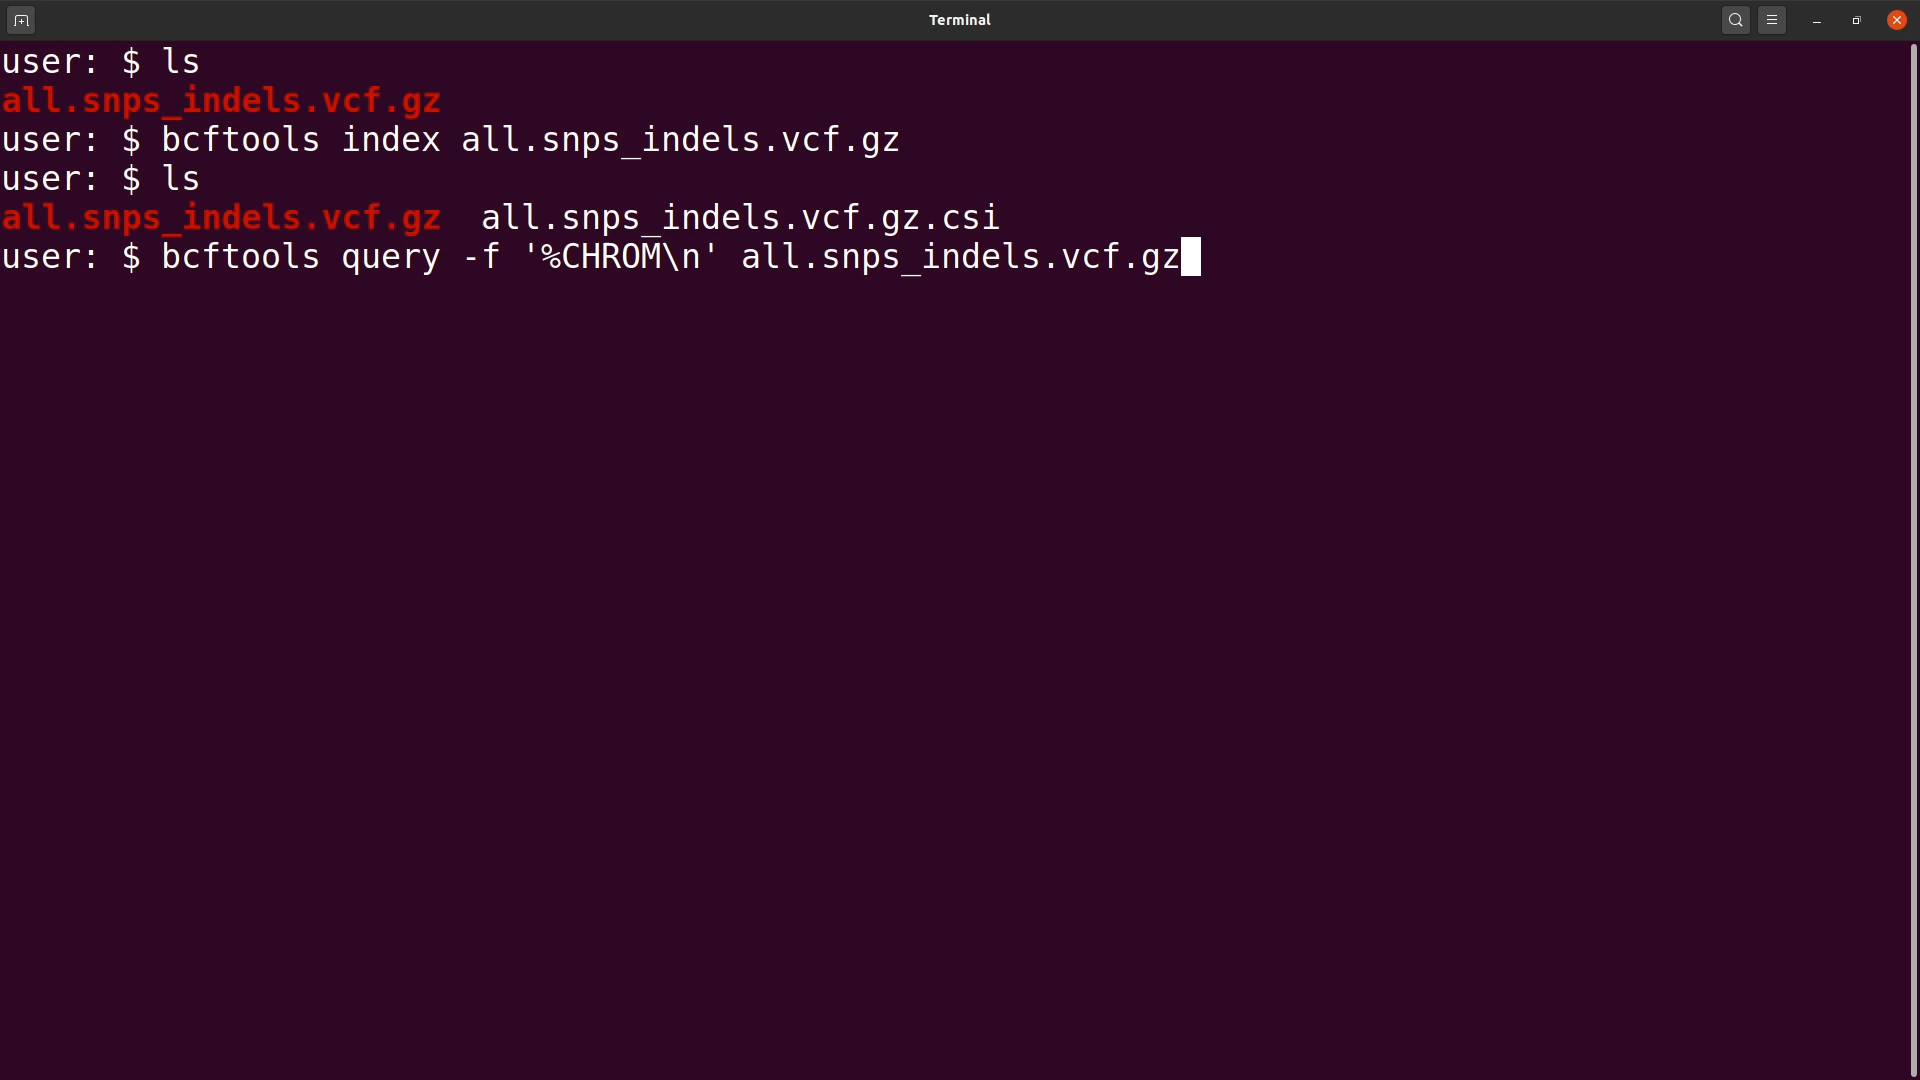 Terminal
user: $ ls
all.snps_indels.vcf.gz
user: $ bcftools index all.snps_indels.vcf.gz
user: $ ls
all.snps_indels.vcf.gz  all.snps_indels.vcf.gz.csi
user: $ bcftools query -f '%CHROM\n' all.snps_indels.vcf.gz